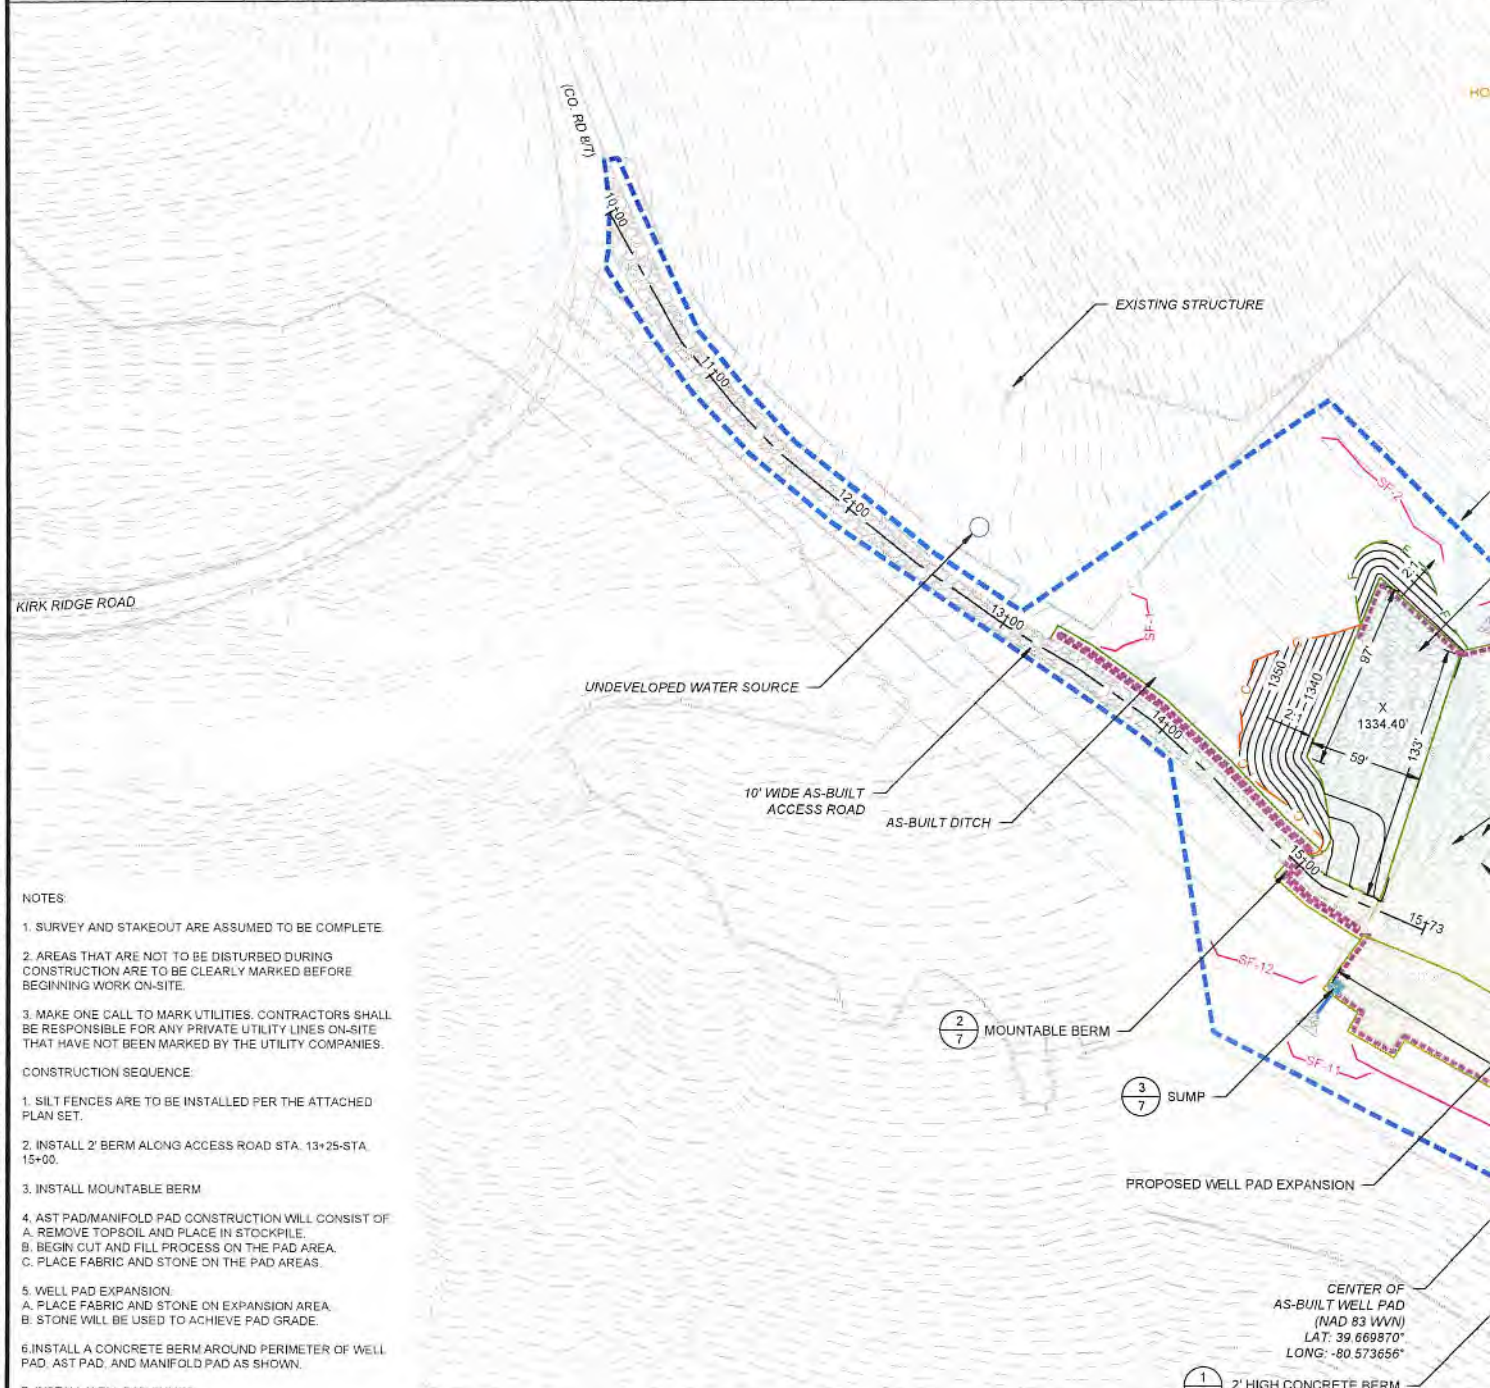 (CO. RD 8/7)
HO
10+00
EXISTING STRUCTURE
11+00
SF-2
12+00
2:1
E
E
KIRK RIDGE ROAD
13+00
SF-1
97'
C
1350
1340
C
X
1334.40'
2:1
133'
59'
UNDEVELOPED WATER SOURCE
14+00
C
10' WIDE AS-BUILT
ACCESS ROAD
AS-BUILT DITCH
C
15+00
15+73
NOTES:
1. SURVEY AND STAKEOUT ARE ASSUMED TO BE COMPLETE.
2. AREAS THAT ARE NOT TO BE DISTURBED DURING
CONSTRUCTION ARE TO BE CLEARLY MARKED BEFORE
BEGINNING WORK ON-SITE.
3. MAKE ONE CALL TO MARK UTILITIES. CONTRACTORS SHALL
BE RESPONSIBLE FOR ANY PRIVATE UTILITY LINES ON-SITE
THAT HAVE NOT BEEN MARKED BY THE UTILITY COMPANIES.
CONSTRUCTION SEQUENCE:
1. SILT FENCES ARE TO BE INSTALLED PER THE ATTACHED
PLAN SET.
2. INSTALL 2' BERM ALONG ACCESS ROAD STA. 13+25-STA.
15+00.
3. INSTALL MOUNTABLE BERM
4. AST PAD/MANIFOLD PAD CONSTRUCTION WILL CONSIST OF
A. REMOVE TOPSOIL AND PLACE IN STOCKPILE.
B. BEGIN CUT AND FILL PROCESS ON THE PAD AREA.
C. PLACE FABRIC AND STONE ON THE PAD AREAS.
5. WELL PAD EXPANSION.
A. PLACE FABRIC AND STONE ON EXPANSION AREA.
B. STONE WILL BE USED TO ACHIEVE PAD GRADE.
6.INSTALL A CONCRETE BERM AROUND PERIMETER OF WELL
PAD, AST PAD, AND MANIFOLD PAD AS SHOWN.
SF-12
2
7
MOUNTABLE BERM
SF-11
3
7
SUMP
PROPOSED WELL PAD EXPANSION
CENTER OF
AS-BUILT WELL PAD
(NAD 83 WVN)
LAT: 39.669870°
LONG: -80.573656°
1
2' HIGH CONCRETE BERM